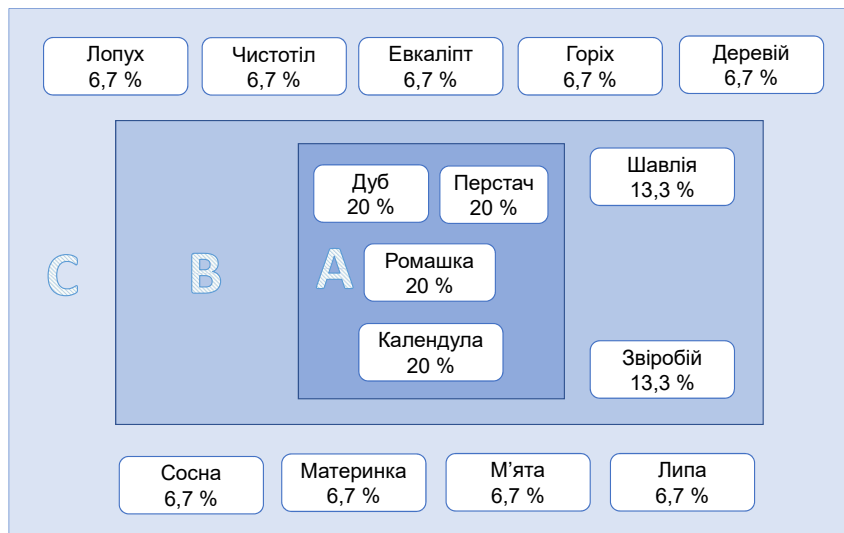 Лопух
6,7 %
Чистотіл
6,7 %
Евкаліпт
6,7 %
Горіх
6,7 %
Деревій
6,7 %
Дуб
20 %
Перстач
20 %
Шавлія
13,3 %
C
B
A
Ромашка
20 %
Календула
20 %
Звіробій
13,3 %
Сосна
6,7 %
Материнка
6,7 %
М’ята
6,7 %
Липа
6,7 %